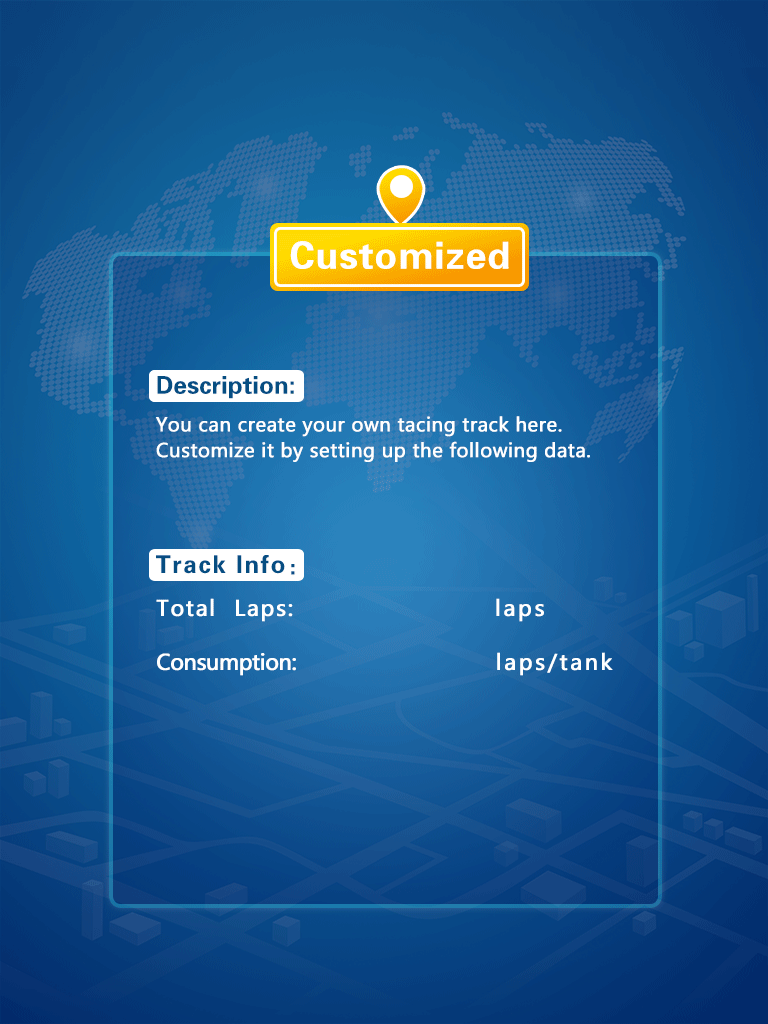 Customized
Description:
You can create your own tacing track here.
Customize it by setting up the following data.
Track Info:
Total Laps: laps
Consumption: laps/tank